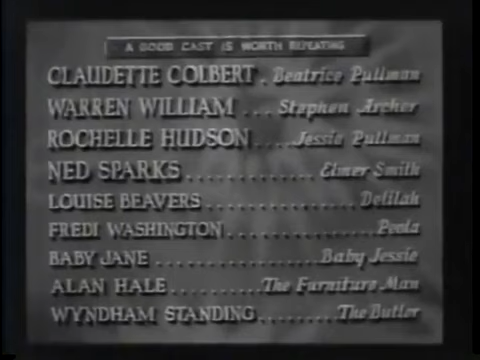 A GOOD CAST IS WORTH REPEATING
CLAUDETTE COLBERT . Beatrice Pullman
WARREN WILLIAM ... Stephen Archer
ROCHELLE HUDSON ....Jessie Pullman
NED SPARKS ............. Elmer Smith
LOUISE BEAVERS .................. Delilah
FREDI WASHINGTON ................ Peola
BABY JANE ................. Baby Jessie
ALAN HALE ..........The Furniture Man
WYNDHAM STANDING .........The Butler